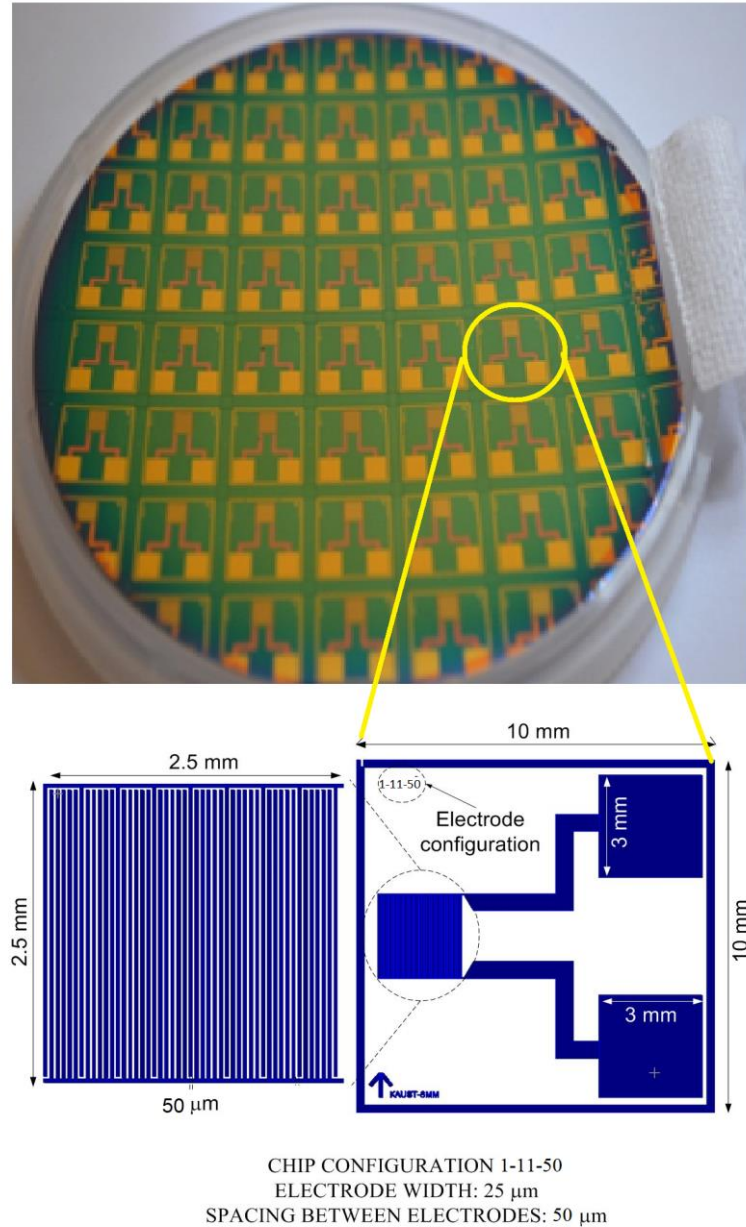 10 mm
2.5 mm
1-11-50
Electrode
configuration
3 mm
2.5 mm
10 mm
3 mm
50 μm
KAUST-6MM
CHIP CONFIGURATION 1-11-50
ELECTRODE WIDTH: 25 μm
SPACING BETWEEN ELECTRODES: 50 μm